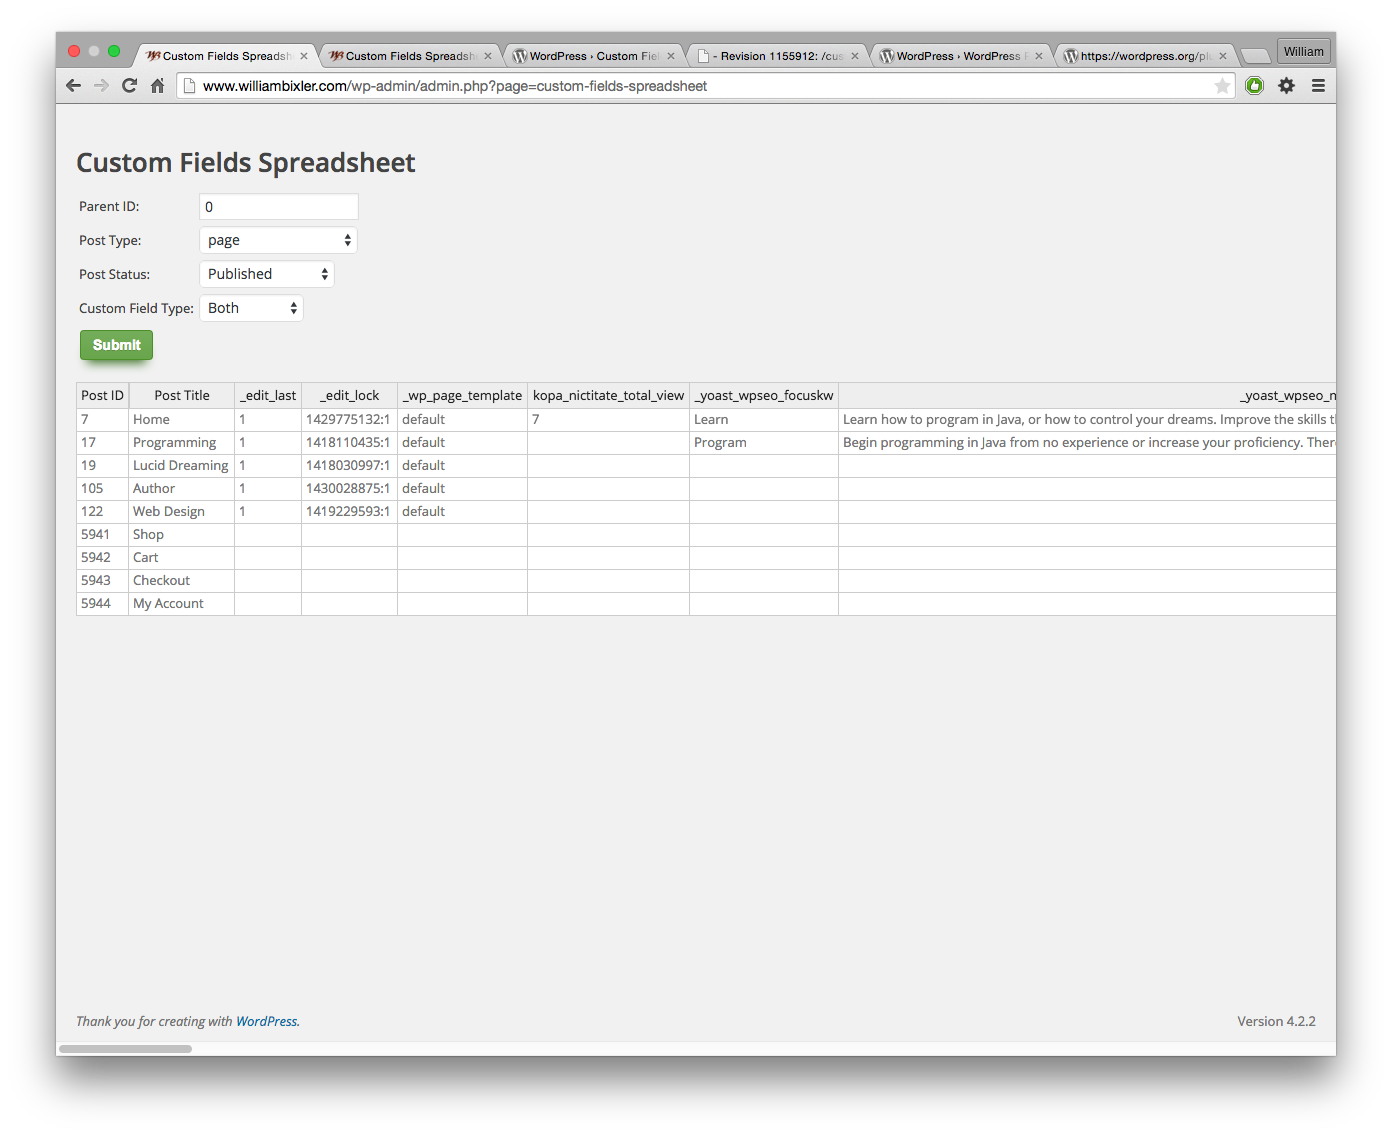 Custom Fields Spreadsh
Custom Fields Spreadsh
WordPress › Custom Fiel
- Revision 1155912: /cus
WordPress › WordPress P
https://wordpress.org/plu
William
www.williambixler.com/wp-admin/admin.php?page=custom-fields-spreadsheet
Custom Fields Spreadsheet
Parent ID: 0
Post Type: page
Post Status: Published
Custom Field Type: Both
Submit
Post ID Post Title _edit_last _edit_lock _wp_page_template kopa_nictitate_total_view _yoast_wpseo_focuskw _yoast_wpseo_n
7 Home 1 1429775132:1 default 7 Learn Learn how to program in Java, or how to control your dreams. Improve the skills th
17 Programming 1 1418110435:1 default Program Begin programming in Java from no experience or increase your proficiency. Ther
19 Lucid Dreaming 1 1418030997:1 default
105 Author 1 1430028875:1 default
122 Web Design 1 1419229593:1 default
5941 Shop
5942 Cart
5943 Checkout
5944 My Account
Thank you for creating with WordPress.
Version 4.2.2